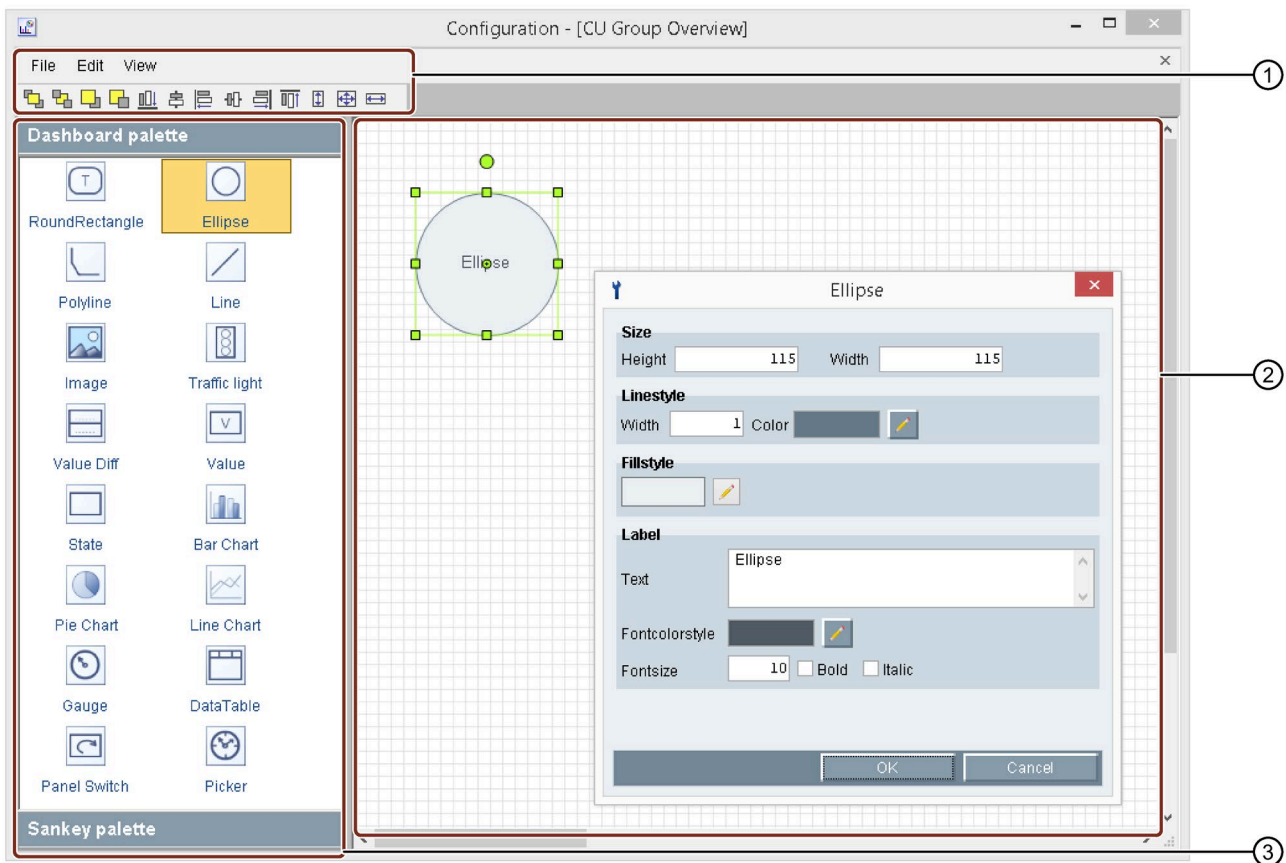 Configuration - [CU Group Overview]
File Edit View
1
Dashboard palette
T
RoundRectangle Ellipse
Polyline Line
Image Traffic light
V
Value Diff Value
State Bar Chart
Pie Chart Line Chart
Gauge DataTable
Panel Switch Picker
Sankey palette
Ellipse
Ellipse
Size
Height 115 Width 115
2
Linestyle
Width 1 Color
Fillstyle
Label
Text Ellipse
Fontcolorstyle
Fontsize 10 Bold Italic
OK Cancel
3